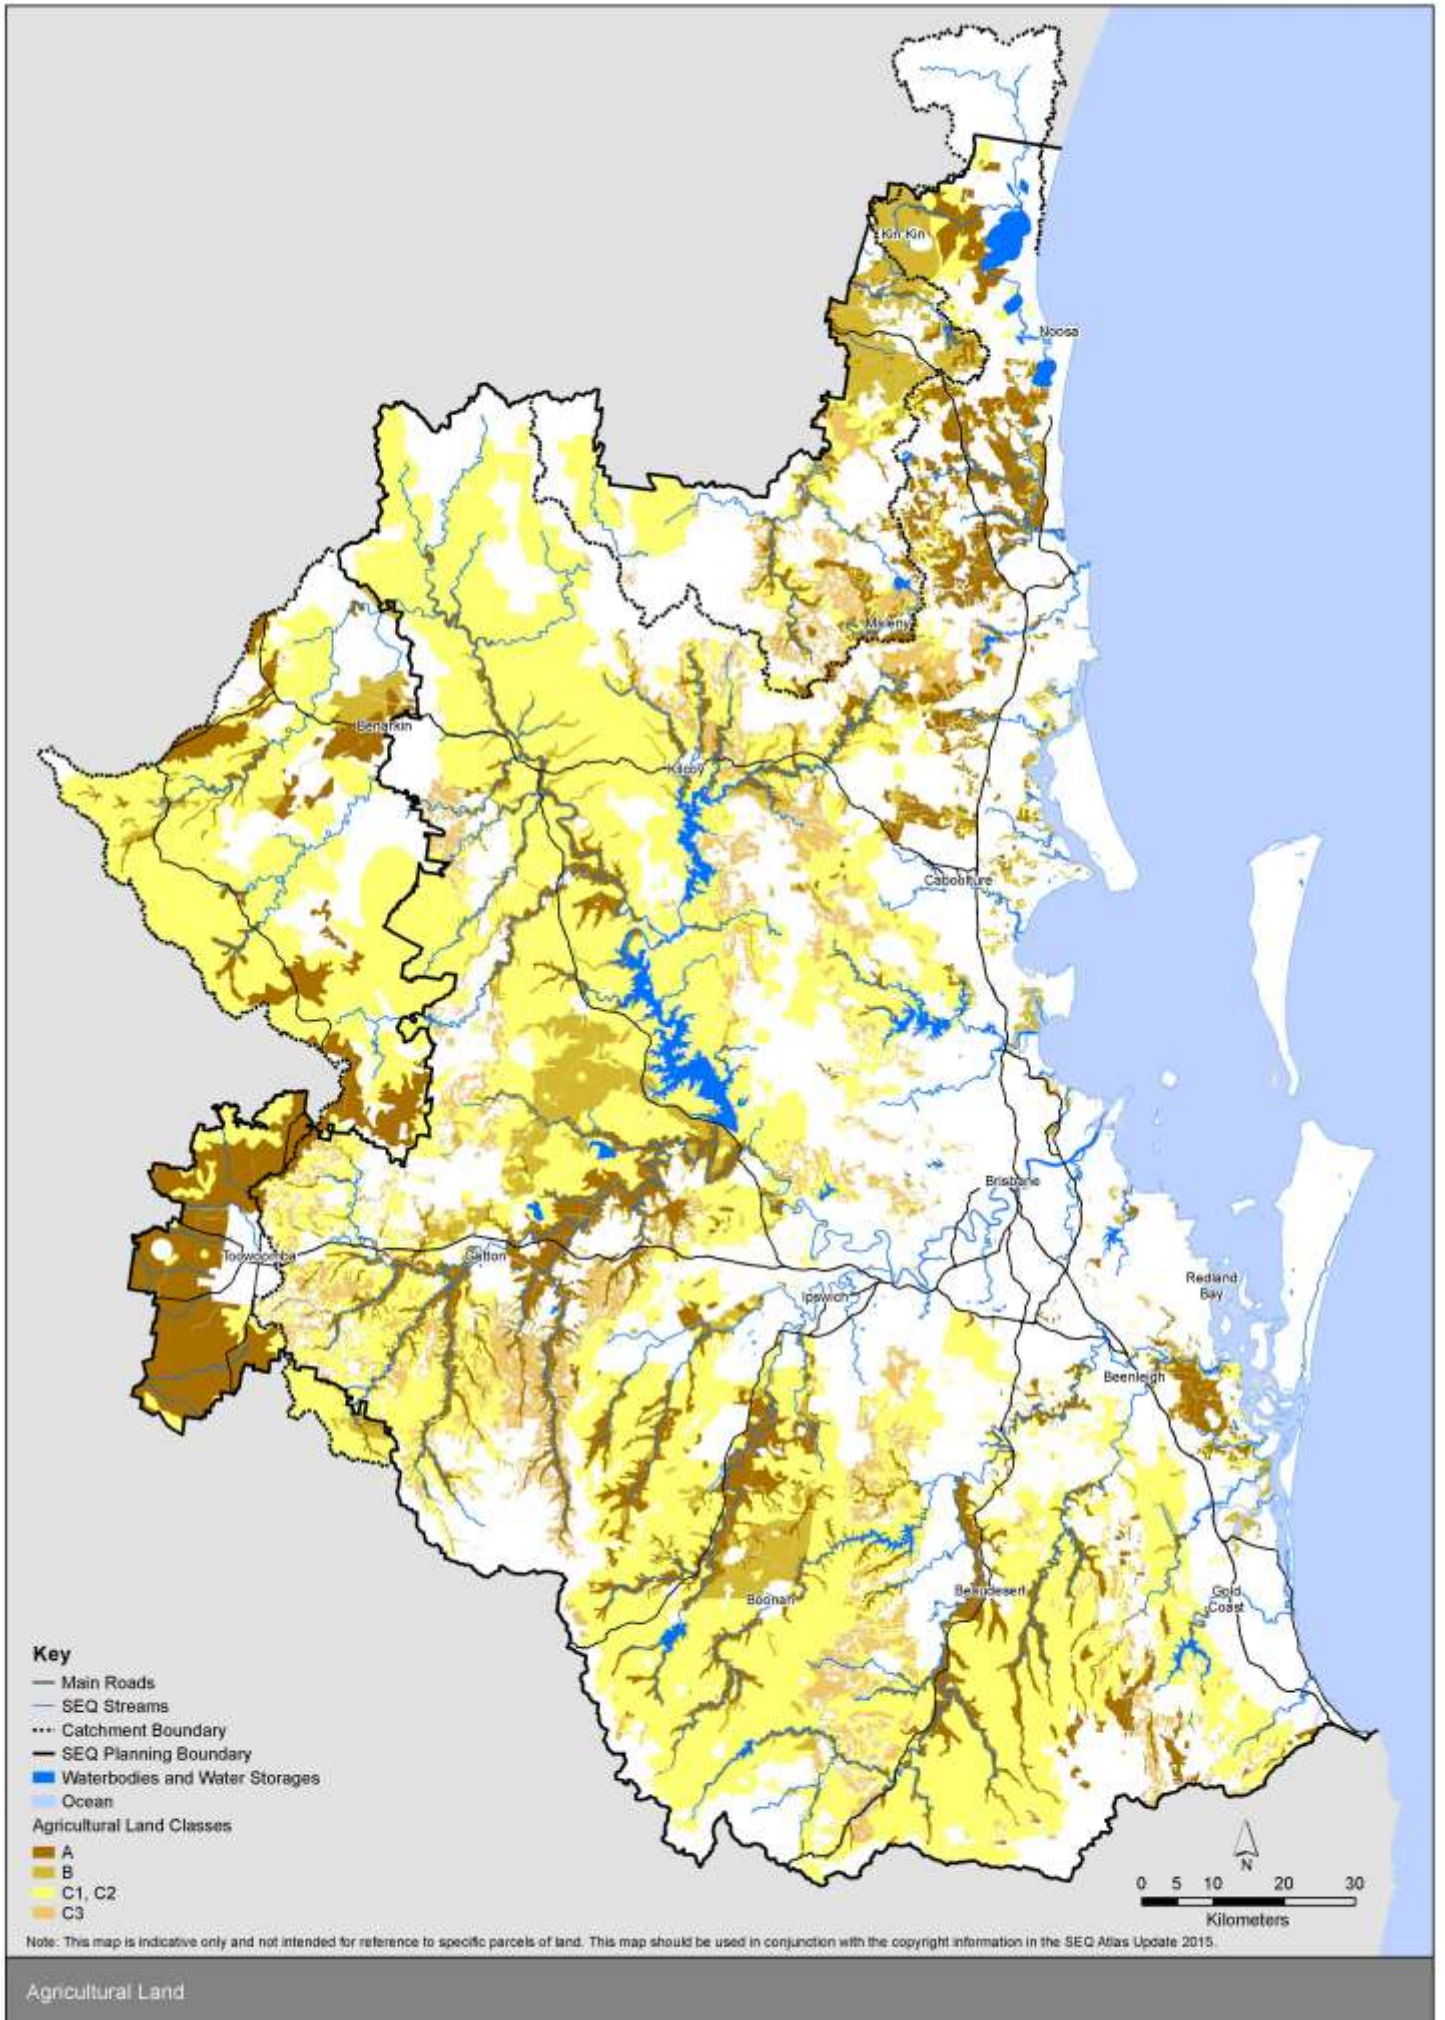 Kin Kin
Noosa
Maleny
Benarkin
Kilcoy
Caboolture
Brisbane
Toowoomba
Gatton
Redland
Bay
Ipswich
Beenleigh
Beaudesert
Gold
Coast
Boonah
Key
Main Roads
SEQ Streams
Catchment Boundary
SEQ Planning Boundary
Waterbodies and Water Storages
Ocean
Agricultural Land Classes
A
B
C1, C2
C3
N
0 5 10 20 30
Kilometers
Note: This map is indicative only and not intended for reference to specific parcels of land. This map should be used in conjunction with the copyright information in the SEQ Atlas Update 2015.
Agricultural Land